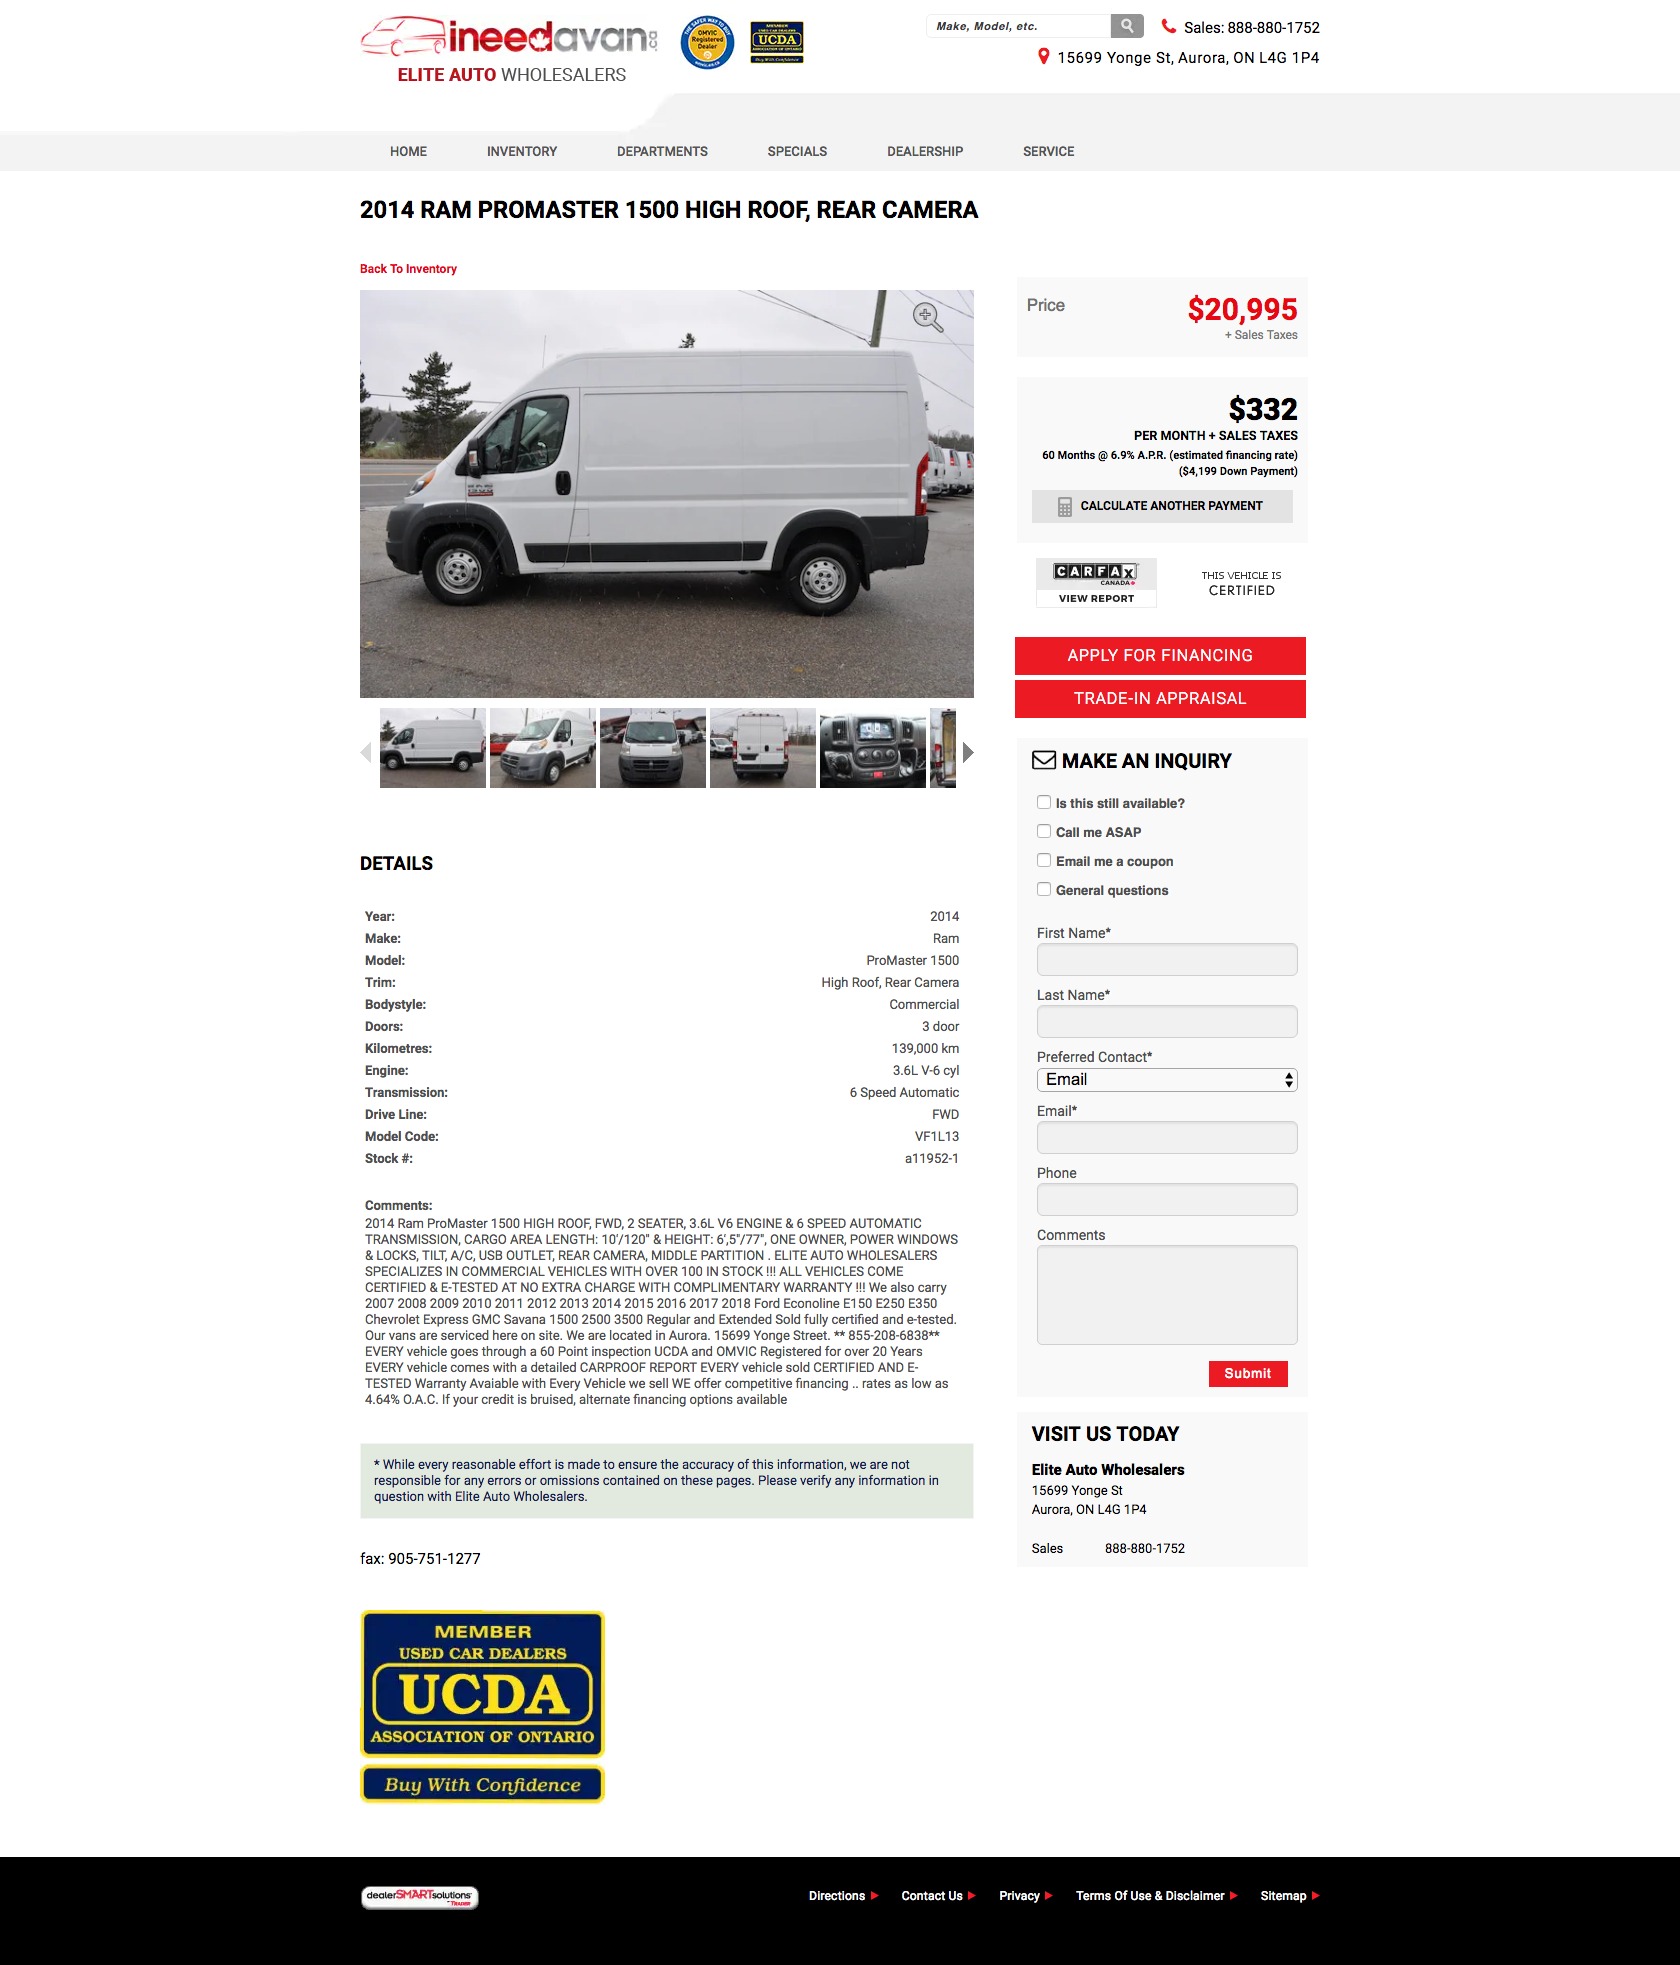 ineedavan.ca
ELITE AUTO WHOLESALERS
OMVIC
Registered
Dealer
MEMBER
USED CAR DEALERS
UCDA
ASSOCIATION OF ONTARIO
Buy With Confidence
Make, Model, etc.
Sales: 888-880-1752
15699 Yonge St, Aurora, ON L4G 1P4
HOME INVENTORY DEPARTMENTS SPECIALS DEALERSHIP SERVICE
2014 RAM PROMASTER 1500 HIGH ROOF, REAR CAMERA
Back To Inventory
Price $20,995
+ Sales Taxes
$332
PER MONTH + SALES TAXES
60 Months @ 6.9% A.P.R. (estimated financing rate)
($4,199 Down Payment)
CALCULATE ANOTHER PAYMENT
CARFAX
CANADA
VIEW REPORT
THIS VEHICLE IS
CERTIFIED
APPLY FOR FINANCING
TRADE-IN APPRAISAL
MAKE AN INQUIRY
Is this still available?
Call me ASAP
Email me a coupon
General questions
First Name*
Last Name*
Preferred Contact*
Email
Email*
Phone
Comments
Submit
DETAILS
Year: 2014
Make: Ram
Model: ProMaster 1500
Trim: High Roof, Rear Camera
Bodystyle: Commercial
Doors: 3 door
Kilometres: 139,000 km
Engine: 3.6L V-6 cyl
Transmission: 6 Speed Automatic
Drive Line: FWD
Model Code: VF1L13
Stock #: a11952-1
Comments:
2014 Ram ProMaster 1500 HIGH ROOF, FWD, 2 SEATER, 3.6L V6 ENGINE & 6 SPEED AUTOMATIC
TRANSMISSION, CARGO AREA LENGTH: 10'/120" & HEIGHT: 6',5"/77", ONE OWNER, POWER WINDOWS
& LOCKS, TILT, A/C, USB OUTLET, REAR CAMERA, MIDDLE PARTITION . ELITE AUTO WHOLESALERS
SPECIALIZES IN COMMERCIAL VEHICLES WITH OVER 100 IN STOCK !!! ALL VEHICLES COME
CERTIFIED & E-TESTED AT NO EXTRA CHARGE WITH COMPLIMENTARY WARRANTY !!! We also carry
2007 2008 2009 2010 2011 2012 2013 2014 2015 2016 2017 2018 Ford Econoline E150 E250 E350
Chevrolet Express GMC Savana 1500 2500 3500 Regular and Extended Sold fully certified and e-tested.
Our vans are serviced here on site. We are located in Aurora. 15699 Yonge Street. ** 855-208-6838**
EVERY vehicle goes through a 60 Point inspection UCDA and OMVIC Registered for over 20 Years
EVERY vehicle comes with a detailed CARPROOF REPORT EVERY vehicle sold CERTIFIED AND E-
TESTED Warranty Avaiable with Every Vehicle we sell WE offer competitive financing .. rates as low as
4.64% O.A.C. If your credit is bruised, alternate financing options available
* While every reasonable effort is made to ensure the accuracy of this information, we are not
responsible for any errors or omissions contained on these pages. Please verify any information in
question with Elite Auto Wholesalers.
VISIT US TODAY
Elite Auto Wholesalers
15699 Yonge St
Aurora, ON L4G 1P4
Sales 888-880-1752
fax: 905-751-1277
MEMBER
USED CAR DEALERS
UCDA
ASSOCIATION OF ONTARIO
Buy With Confidence
dealerSMARTsolutions
TRADER
Directions Contact Us Privacy Terms Of Use & Disclaimer Sitemap